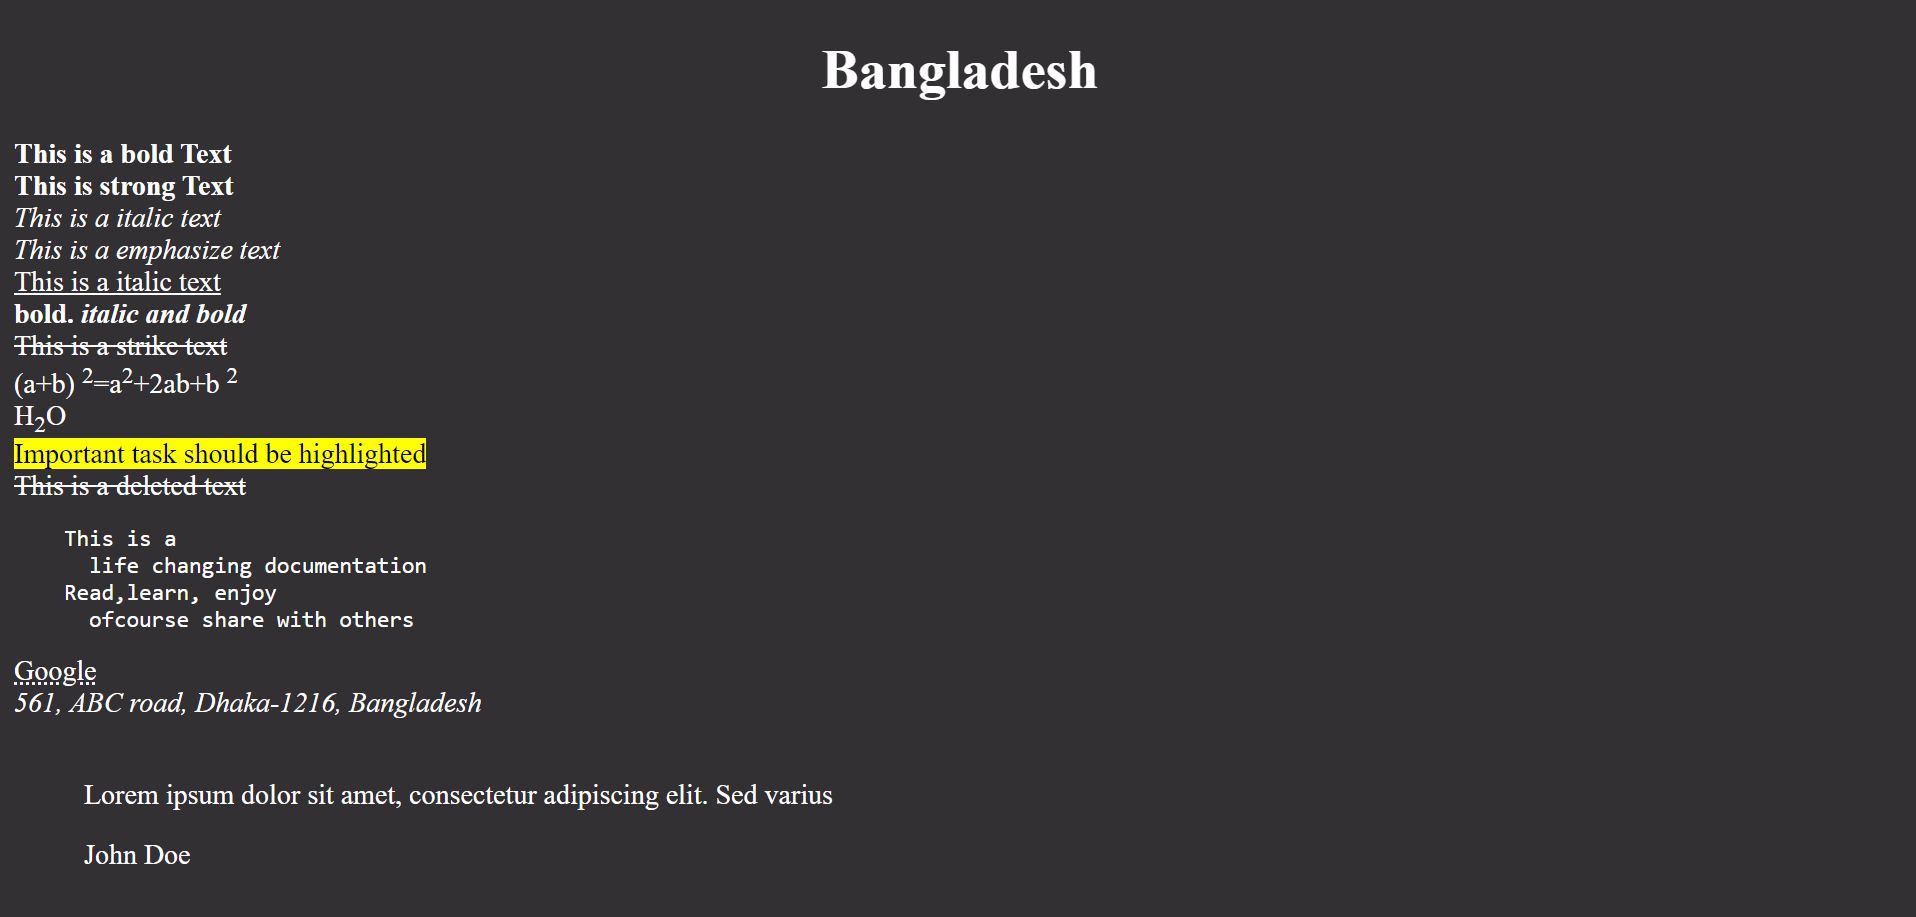 Bangladesh
This is a bold Text
This is strong Text
This is a italic text
This is a emphasize text
This is a italic text
bold. italic and bold
This is a strike text
(a+b) ²=a²+2ab+b ²
H₂O
Important task should be highlighted
This is a deleted text
This is a
life changing documentation
Read,learn, enjoy
ofcourse share with others
Google
561, ABC road, Dhaka-1216, Bangladesh
Lorem ipsum dolor sit amet, consectetur adipiscing elit. Sed varius
John Doe